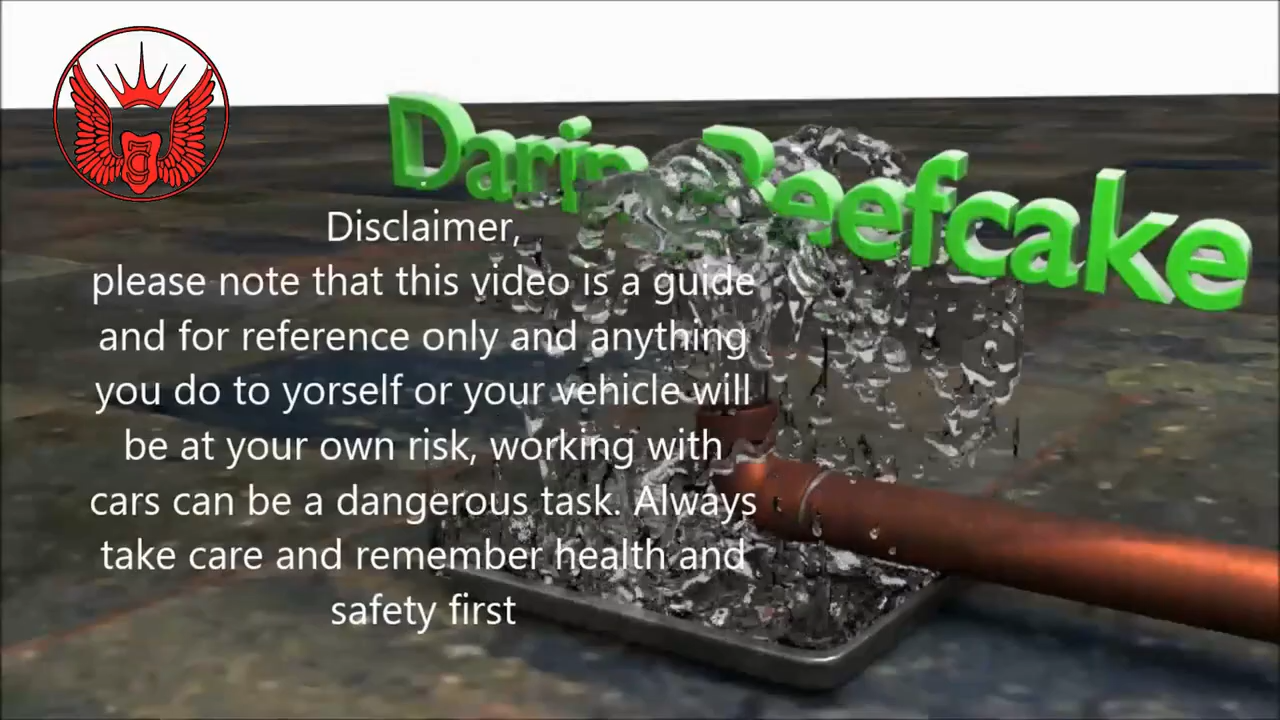 Darin Beefcake
Disclaimer,
please note that this video is a guide
and for reference only and anything
you do to yorself or your vehicle will
be at your own risk, working with
cars can be a dangerous task. Always
take care and remember health and
safety first